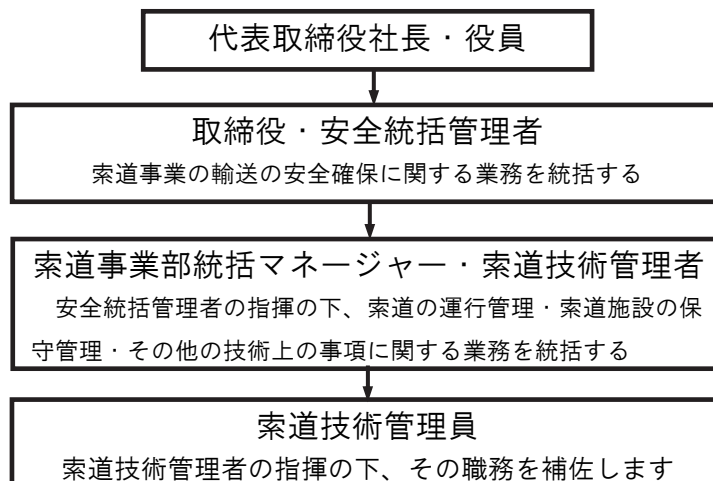 代表取締役社長・役員
取締役・安全統括管理者
索道事業の輸送の安全確保に関する業務を統括する
索道事業部統括マネージャー・索道技術管理者
安全統括管理者の指揮の下、索道の運行管理・索道施設の保
守管理・その他の技術上の事項に関する業務を統括する
索道技術管理員
索道技術管理者の指揮の下、その職務を補佐します